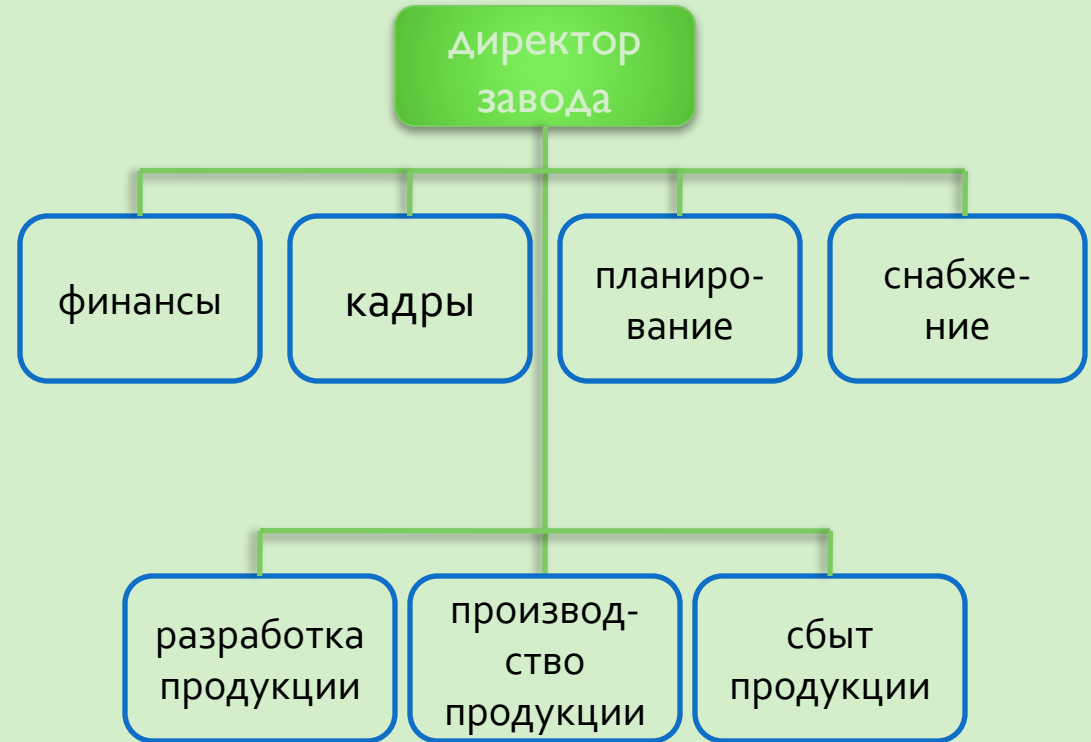 директор
завода
финансы
кадры
планиро-
вание
снабже-
ние
разработка
продукции
производ-
ство
продукции
сбыт
продукции